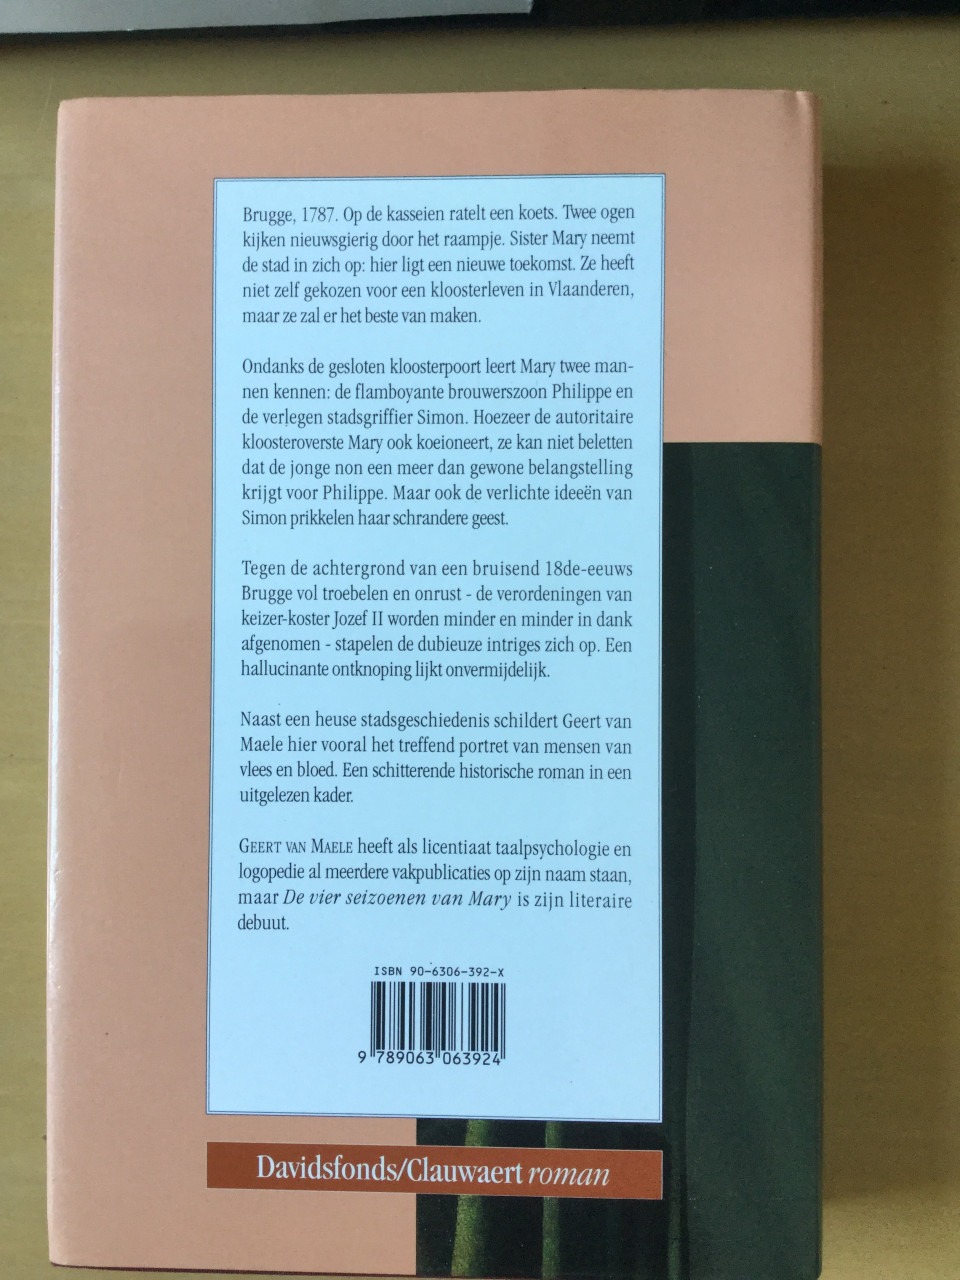 Brugge, 1787. Op de kasseien ratelt een koets. Twee ogen
kijken nieuwsgierig door het raampje. Sister Mary neemt
de stad in zich op: hier ligt een nieuwe toekomst. Ze heeft
niet zelf gekozen voor een kloosterleven in Vlaanderen,
maar ze zal er het beste van maken.
Ondanks de gesloten kloosterpoort leert Mary twee man-
nen kennen: de flamboyante brouwerszoon Philippe en
de verlegen stadsgriffier Simon. Hoezeer de autoritaire
kloosteroverste Mary ook koeioneert, ze kan niet beletten
dat de jonge non een meer dan gewone belangstelling
krijgt voor Philippe. Maar ook de verlichte ideeën van
Simon prikkelen haar schrandere geest.
Tegen de achtergrond van een bruisend 18de-eeuws
Brugge vol troebelen en onrust - de verordeningen van
keizer-koster Jozef II worden minder en minder in dank
afgenomen - stapelen de dubieuze intriges zich op. Een
hallucinante ontknoping lijkt onvermijdelijk.
Naast een heuse stadsgeschiedenis schildert Geert van
Maele hier vooral het treffend portret van mensen van
vlees en bloed. Een schitterende historische roman in een
uitgelezen kader.
GEERT VAN MAELE heeft als licentiaat taalpsychologie en
logopedie al meerdere vakpublicaties op zijn naam staan,
maar De vier seizoenen van Mary is zijn literaire
debuut.
ISBN 90-6306-392-X
9 789063 063924
Davidsfonds/Clauwaert roman